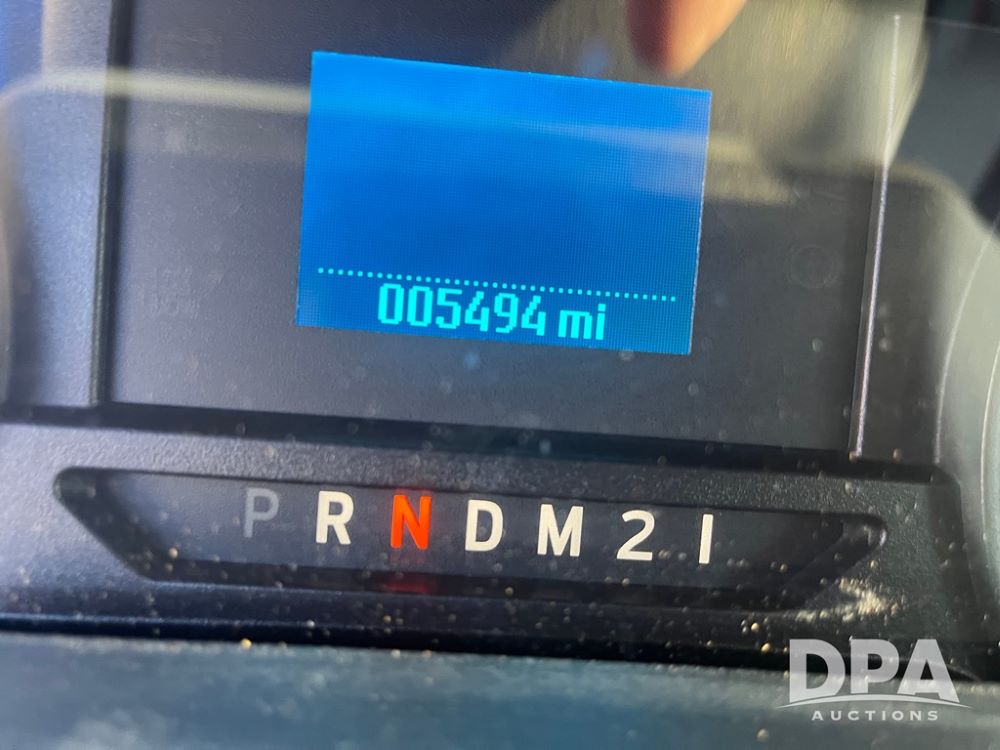 005494 mi
P R N D M 2 1
DPA
AUCTIONS